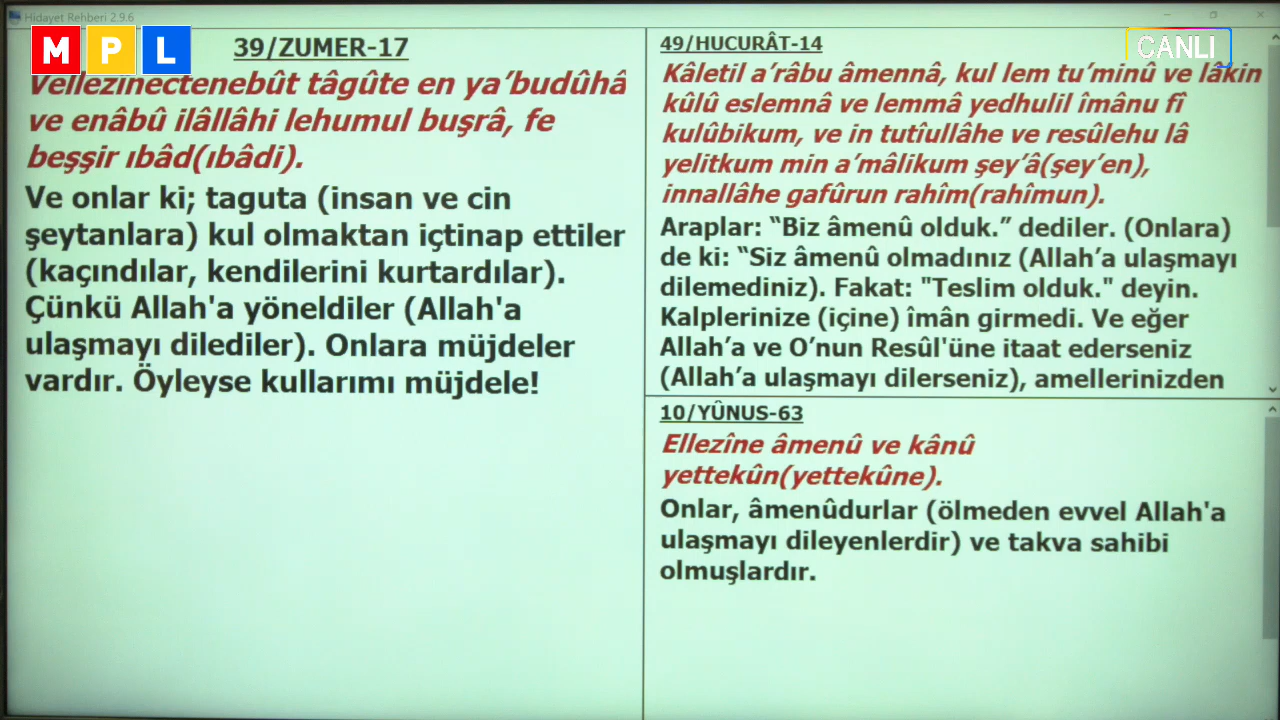 Hidayet Rehberi 2.9.6
MPL
CANLI
39/ZUMER-17
Vellezînectenebût tâgûte en ya’budûhâ
ve enâbû ilâllâhi lehumul buşrâ, fe
beşşir ıbâd(ıbâdi).
Ve onlar ki; taguta (insan ve cin
şeytanlara) kul olmaktan içtinap ettiler
(kaçındılar, kendilerini kurtardılar).
Çünkü Allah'a yöneldiler (Allah'a
ulaşmayı dilediler). Onlara müjdeler
vardır. Öyleyse kullarımı müjdele!
49/HUCURÂT-14
Kâletil a’râbu âmennâ, kul lem tu’minû ve lâkin
kûlû eslemnâ ve lemmâ yedhulil îmânu fî
kulûbikum, ve in tutîullâhe ve resûlehu lâ
yelitkum min a’mâlikum şey’â(şey’en),
innallâhe gafûrun rahîm(rahîmun).
Araplar: “Biz âmenû olduk.” dediler. (Onlara)
de ki: “Siz âmenû olmadınız (Allah’a ulaşmayı
dilemediniz). Fakat: "Teslim olduk." deyin.
Kalplerinize (içine) îmân girmedi. Ve eğer
Allah’a ve O’nun Resûl'üne itaat ederseniz
(Allah’a ulaşmayı dilerseniz), amellerinizden
10/YÛNUS-63
Ellezîne âmenû ve kânû
yettekûn(yettekûne).
Onlar, âmenûdurlar (ölmeden evvel Allah'a
ulaşmayı dileyenlerdir) ve takva sahibi
olmuşlardır.